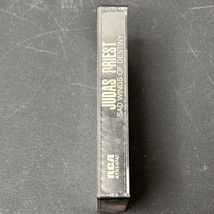 JUDAS PRIEST
SAD WINGS OF DESTINY
RCA